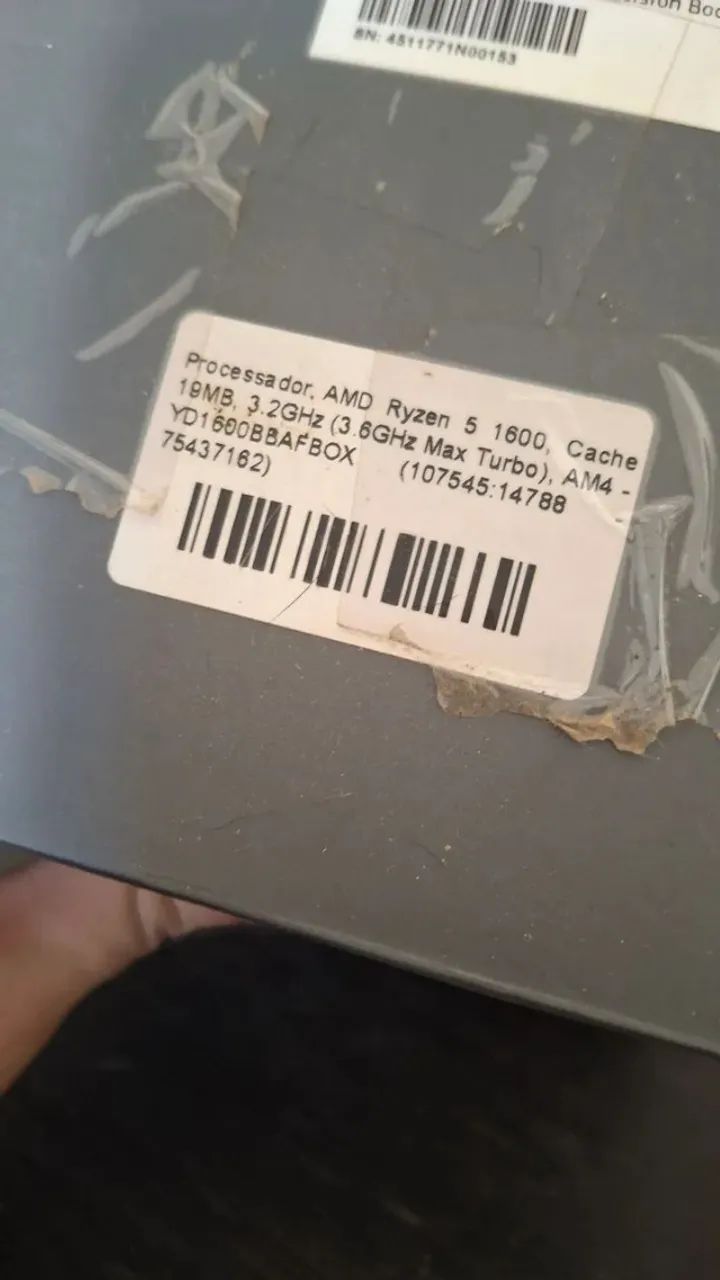 SN: 4511771N00153
Processador, AMD Ryzen 5 1600, Cache
19MB, 3.2GHz (3.6GHz Max Turbo), AM4 -
YD1600BBAFBOX (107545:14788
75437162)